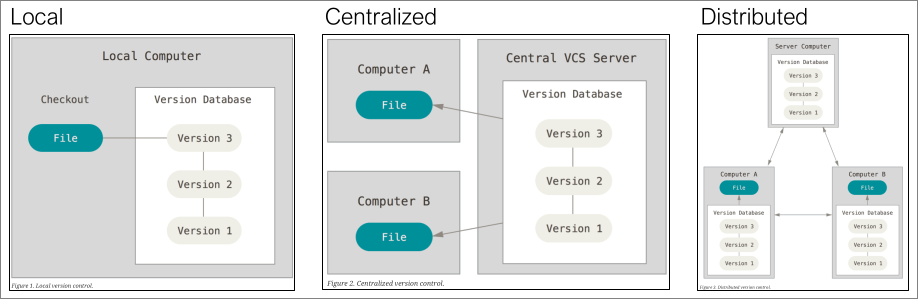 Local
Local Computer
Checkout
File
Version Database
Version 3
Version 2
Version 1
Figure 1. Local version control.
Centralized
Computer A
File
Computer B
File
Central VCS Server
Version Database
Version 3
Version 2
Version 1
Figure 2. Centralized version control.
Distributed
Server Computer
Version Database
Version 3
Version 2
Version 1
Computer A
File
Version Database
Version 3
Version 2
Version 1
Computer B
File
Version Database
Version 3
Version 2
Version 1
Figure 3. Distributed version control.